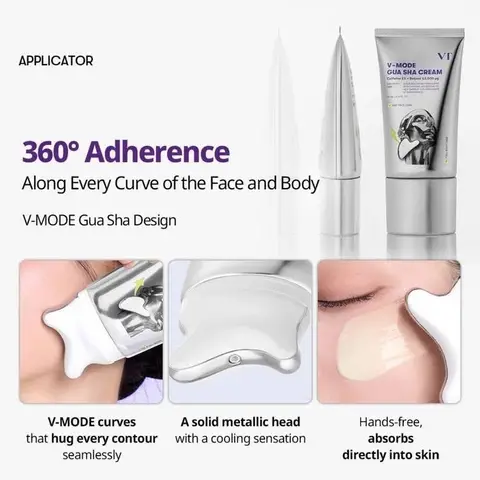 APPLICATOR
VT
V-MODE
GUA SHA CREAM
360° Adherence
Along Every Curve of the Face and Body
V-MODE Gua Sha Design
V-MODE curves
that hug every contour
seamlessly
A solid metallic head
with a cooling sensation
Hands-free,
absorbs
directly into skin